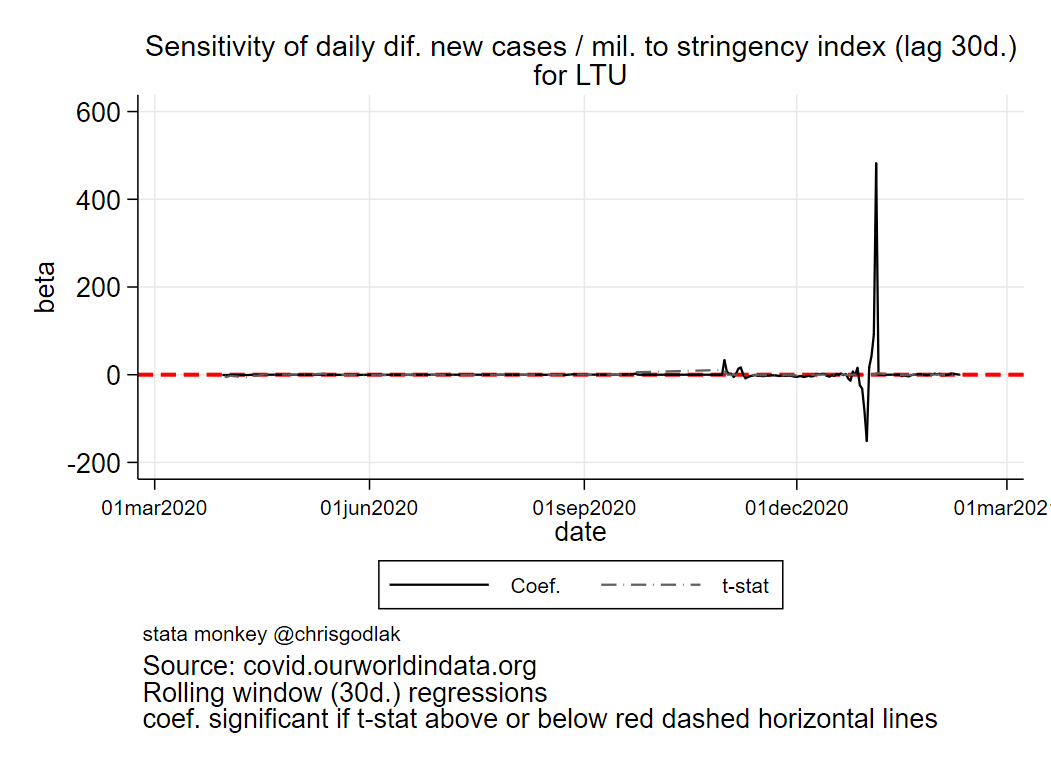 Sensitivity of daily dif. new cases / mil. to stringency index (lag 30d.)
for LTU
600
400
200
0
-200
beta
01mar2020
01jun2020
01sep2020
01dec2020
01mar202
date
Coef.
t-stat
stata monkey @chrisgodlak
Source: covid.ourworldindata.org
Rolling window (30d.) regressions
coef. significant if t-stat above or below red dashed horizontal lines